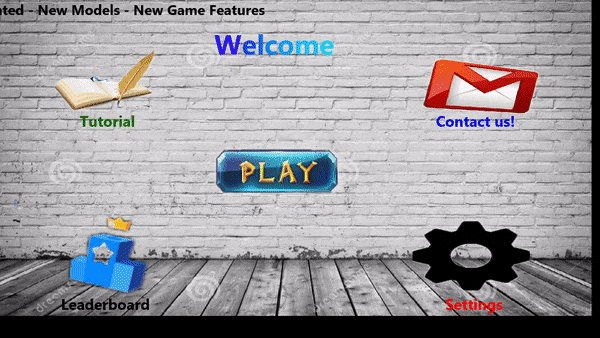 ated - New Models - New Game Features
Welcome
Tutorial
Contact us!
PLAY
Leaderboard
Settings